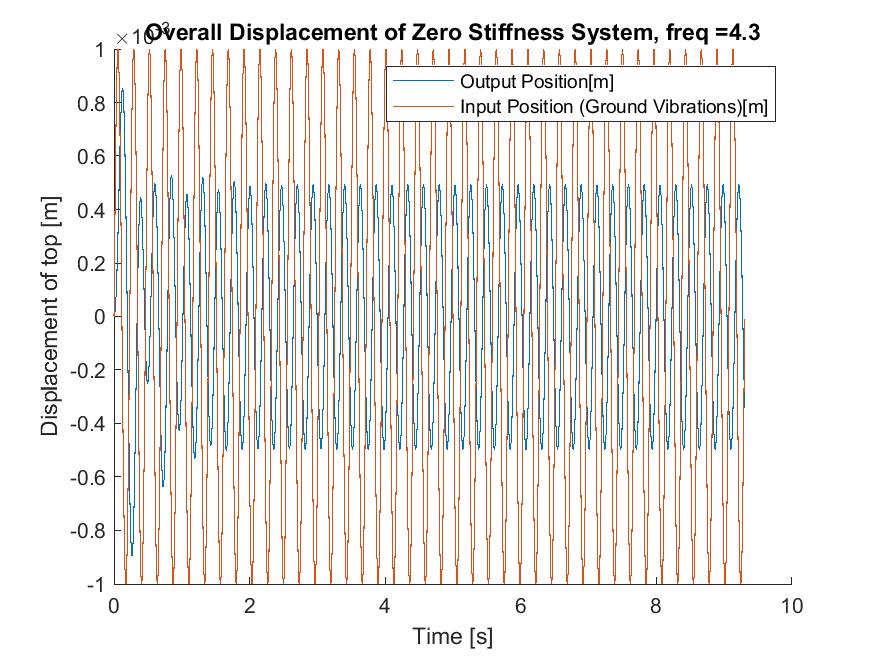 ×10-3
Overall Displacement of Zero Stiffness System, freq =4.3
Output Position[m]
Input Position (Ground Vibrations)[m]
Displacement of top [m]
1
0.8
0.6
0.4
0.2
0
-0.2
-0.4
-0.6
-0.8
-1
0 2 4 6 8 10
Time [s]